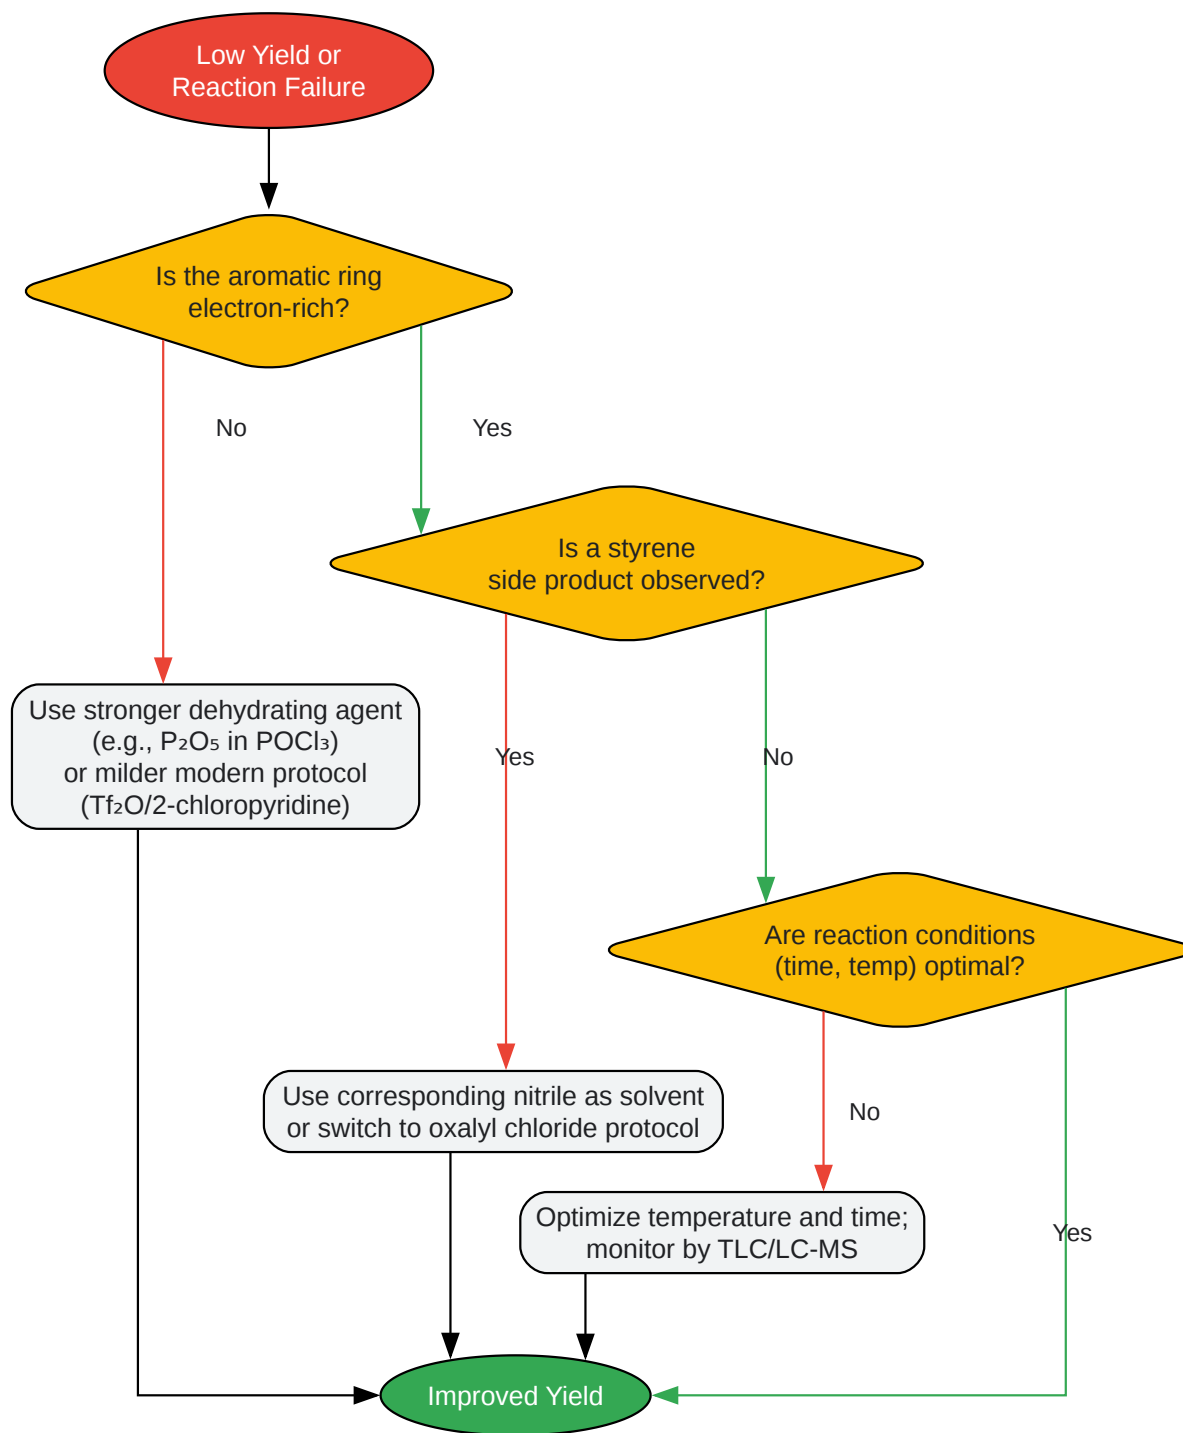 Low Yield or
Reaction Failure
Is the aromatic ring
electron-rich?
No
Yes
Is a styrene
side product observed?
Use stronger dehydrating agent
(e.g., P₂O₅ in POCl₃)
or milder modern protocol
(Tf₂O/2-chloropyridine)
Yes
No
Are reaction conditions
(time, temp) optimal?
Use corresponding nitrile as solvent
or switch to oxalyl chloride protocol
No
Optimize temperature and time;
monitor by TLC/LC-MS
Yes
Improved Yield